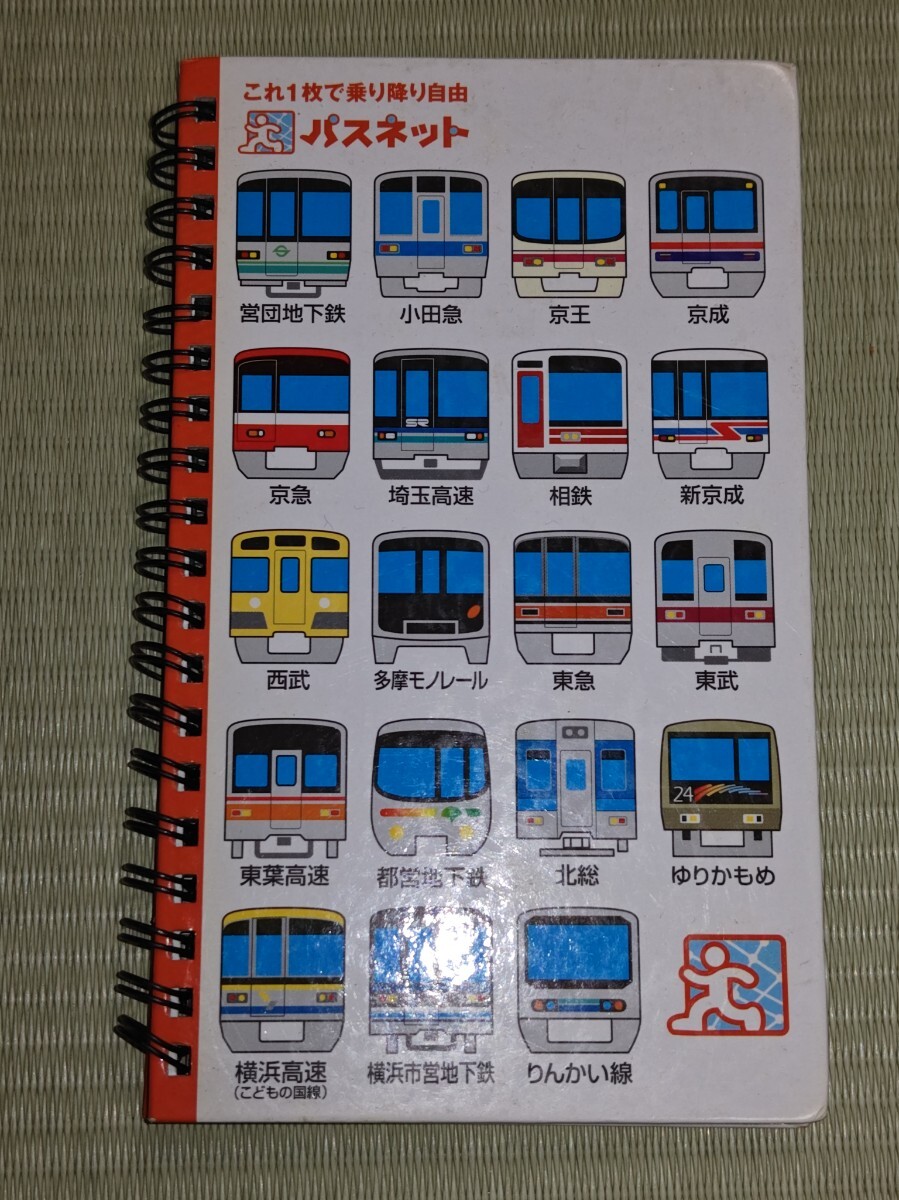 これ1枚で乗り降り自由
パスネット
営団地下鉄 小田急 京王 京成
SR
京急 埼玉高速 相鉄 新京成
西武 多摩モノレール 東急 東武
24
東葉高速 都営地下鉄 北総 ゆりかもめ
横浜高速 横浜市営地下鉄 りんかい線
(こどもの国線)